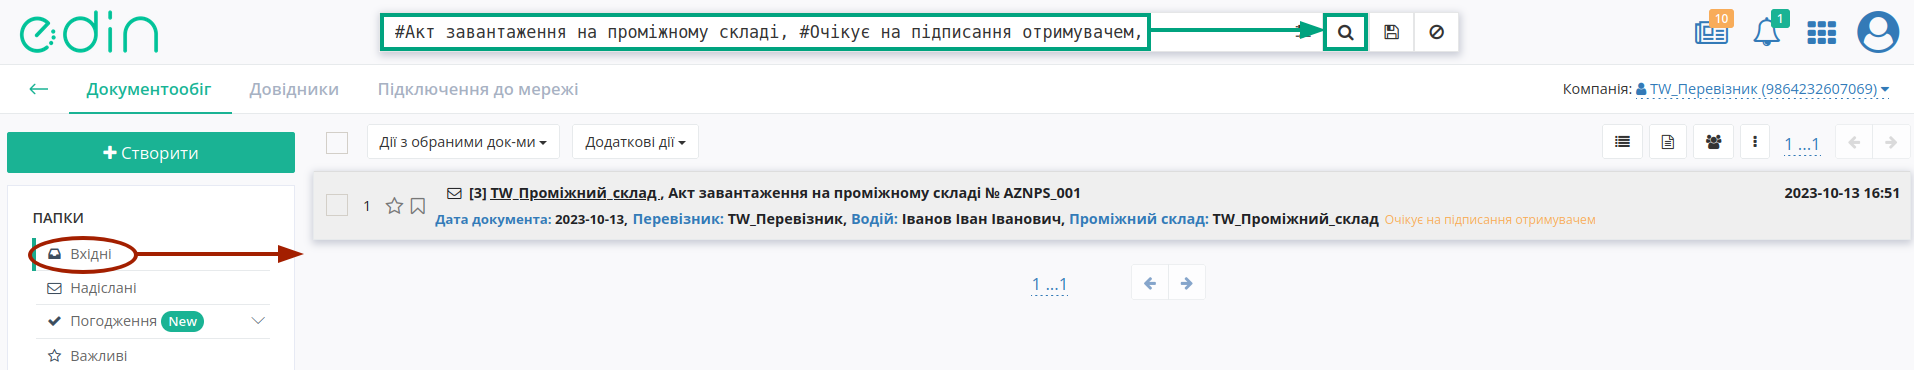 edin
#Акт завантаження на проміжному складі, #Очікує на підписання отримувачем,
10
1
Документообіг
Довідники
Підключення до мережі
Компанія: TW_Перевізник (9864232607069)
Створити
Дії з обраними док-ми
Додаткові дії
1 ...1
ПАПКИ
Вхідні
Надіслані
Погодження New
Важливі
1
[3] TW_Проміжний_склад , Акт завантаження на проміжному складі № AZNPS_001
2023-10-13 16:51
Дата документа: 2023-10-13, Перевізник: TW_Перевізник, Водій: Іванов Іван Іванович, Проміжний склад: TW_Проміжний_склад Очікує на підписання отримувачем
1 ...1